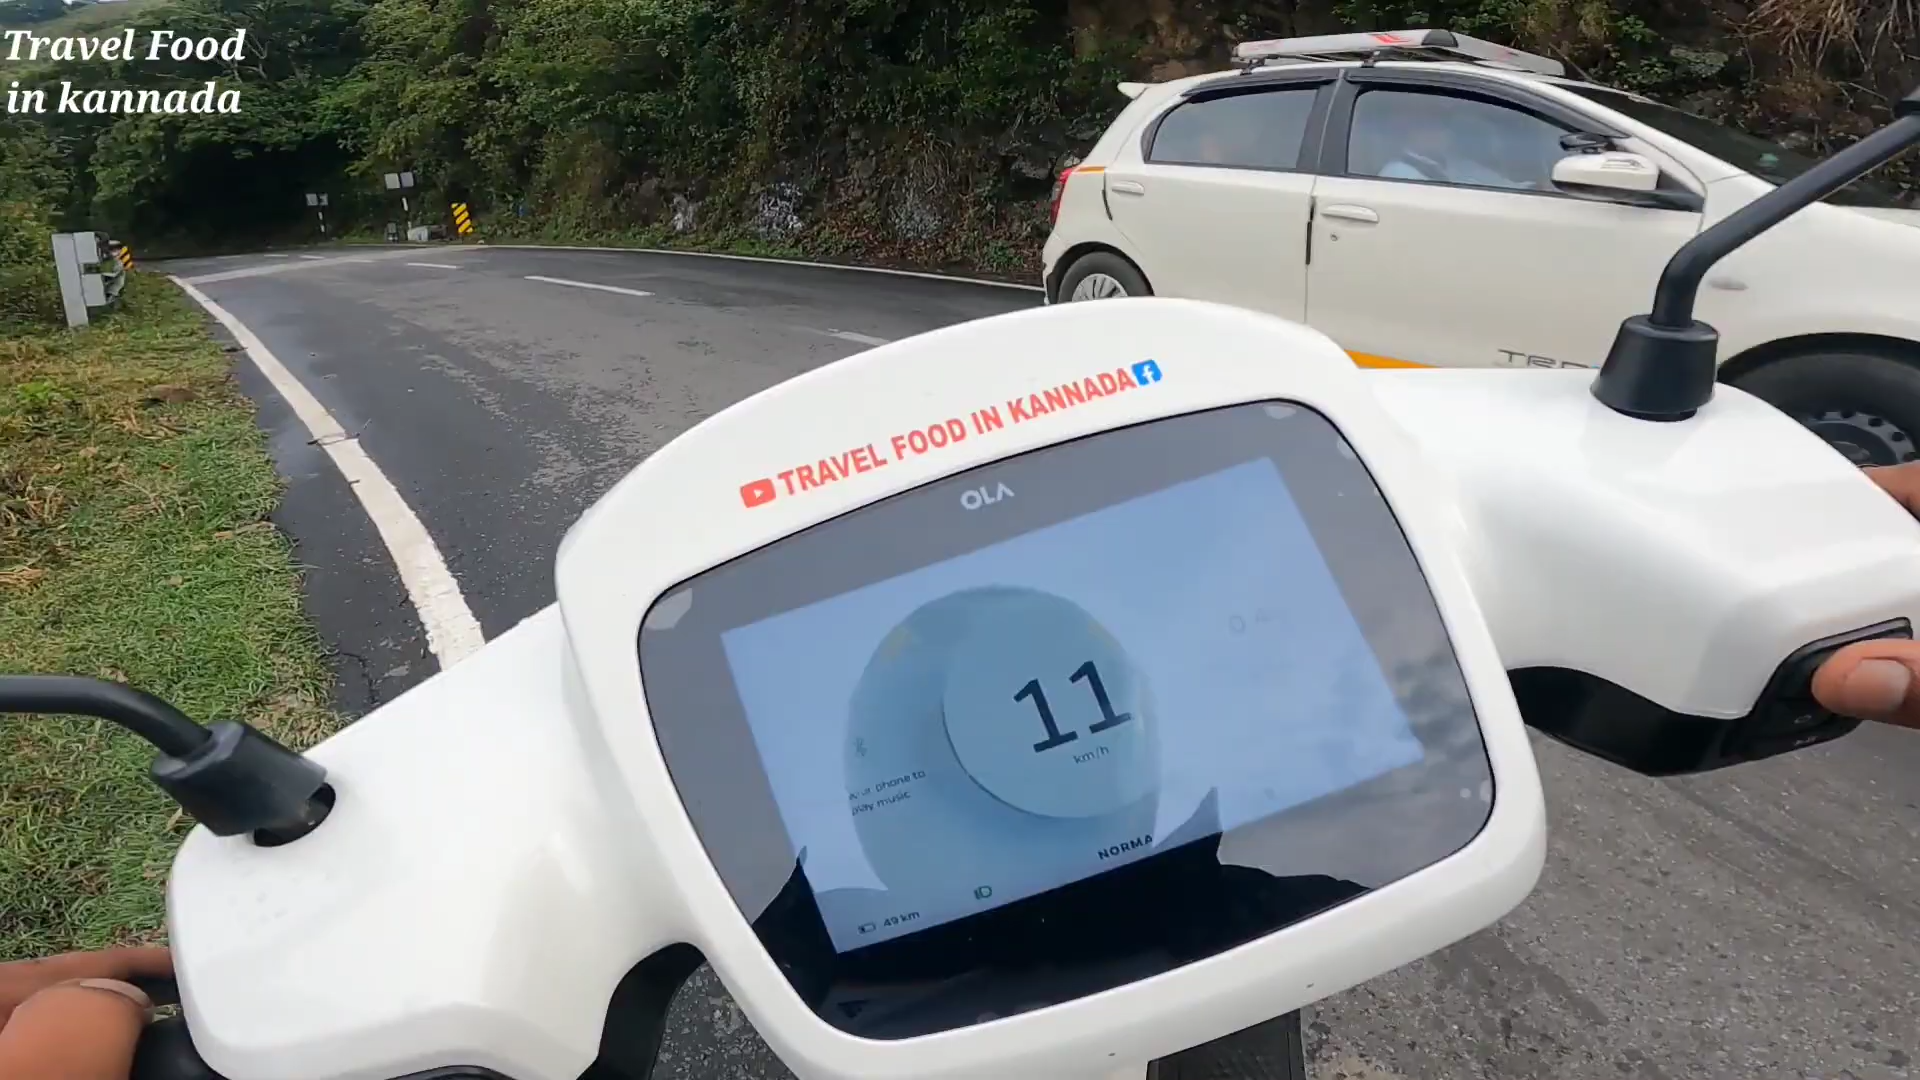 Travel Food
in kannada
TRAVEL FOOD IN KANNADA
OLA
11
km/h
phone to
play music
NORMA
49 km